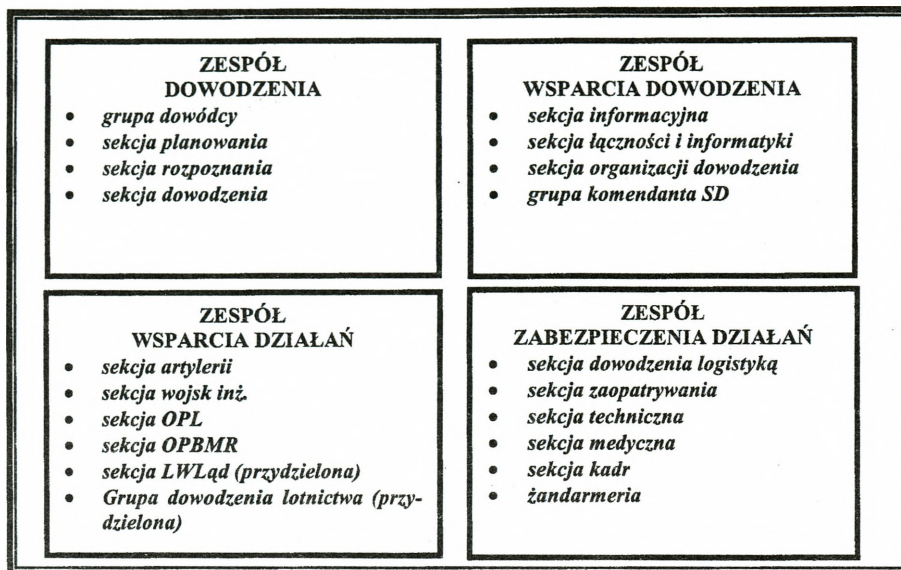 ZESPÓŁ
DOWODZENIA
• grupa dowódcy
• sekcja planowania
• sekcja rozpoznania
• sekcja dowodzenia
ZESPÓŁ
WSPARCIA DOWODZENIA
• sekcja informacyjna
• sekcja łączności i informatyki
• sekcja organizacji dowodzenia
• grupa komendanta SD
ZESPÓŁ
WSPARCIA DZIAŁAŃ
• sekcja artylerii
• sekcja wojsk inż.
• sekcja OPL
• sekcja OPBMR
• sekcja LWLąd (przydzielona)
• Grupa dowodzenia lotnictwa (przy-
dzielona)
ZESPÓŁ
ZABEZPIECZENIA DZIAŁAŃ
• sekcja dowodzenia logistyką
• sekcja zaopatrywania
• sekcja techniczna
• sekcja medyczna
• sekcja kadr
• żandarmeria